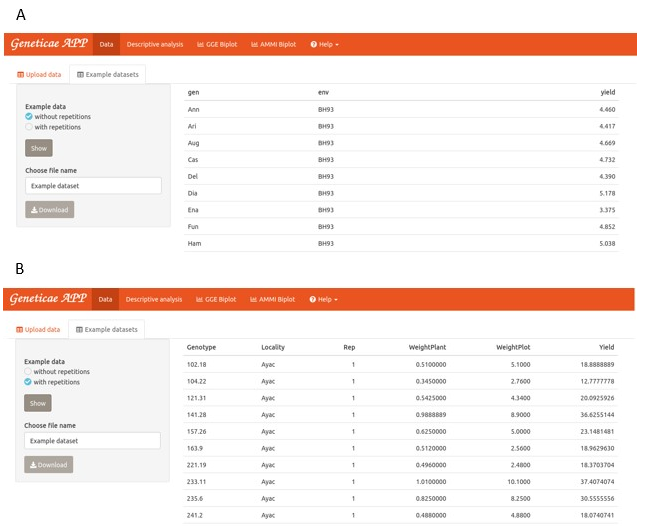 A
Geneticae APP Data Descriptive analysis GGE Biplot AMMI Biplot Help
Upload data Example datasets
Example data
without repetitions
with repetitions
Show
Choose file name
Example dataset
Download
gen env yield
Ann BH93 4.460
Ari BH93 4.417
Aug BH93 4.669
Cas BH93 4.732
Del BH93 4.390
Dia BH93 5.178
Ena BH93 3.375
Fun BH93 4.852
Ham BH93 5.038
B
Geneticae APP Data Descriptive analysis GGE Biplot AMMI Biplot Help
Upload data Example datasets
Example data
without repetitions
with repetitions
Show
Choose file name
Example dataset
Download
Genotype Locality Rep WeightPlant WeightPlot Yield
102.18 Ayac 1 0.5100000 5.1000 18.8888889
104.22 Ayac 1 0.3450000 2.7600 12.7777778
121.31 Ayac 1 0.5425000 4.3400 20.0925926
141.28 Ayac 1 0.9888889 8.9000 36.6255144
157.26 Ayac 1 0.6250000 5.0000 23.1481481
163.9 Ayac 1 0.5120000 2.5600 18.9629630
221.19 Ayac 1 0.4960000 2.4800 18.3703704
233.11 Ayac 1 1.0100000 10.1000 37.4074074
235.6 Ayac 1 0.8250000 8.2500 30.5555556
241.2 Ayac 1 0.4880000 4.8800 18.0740741